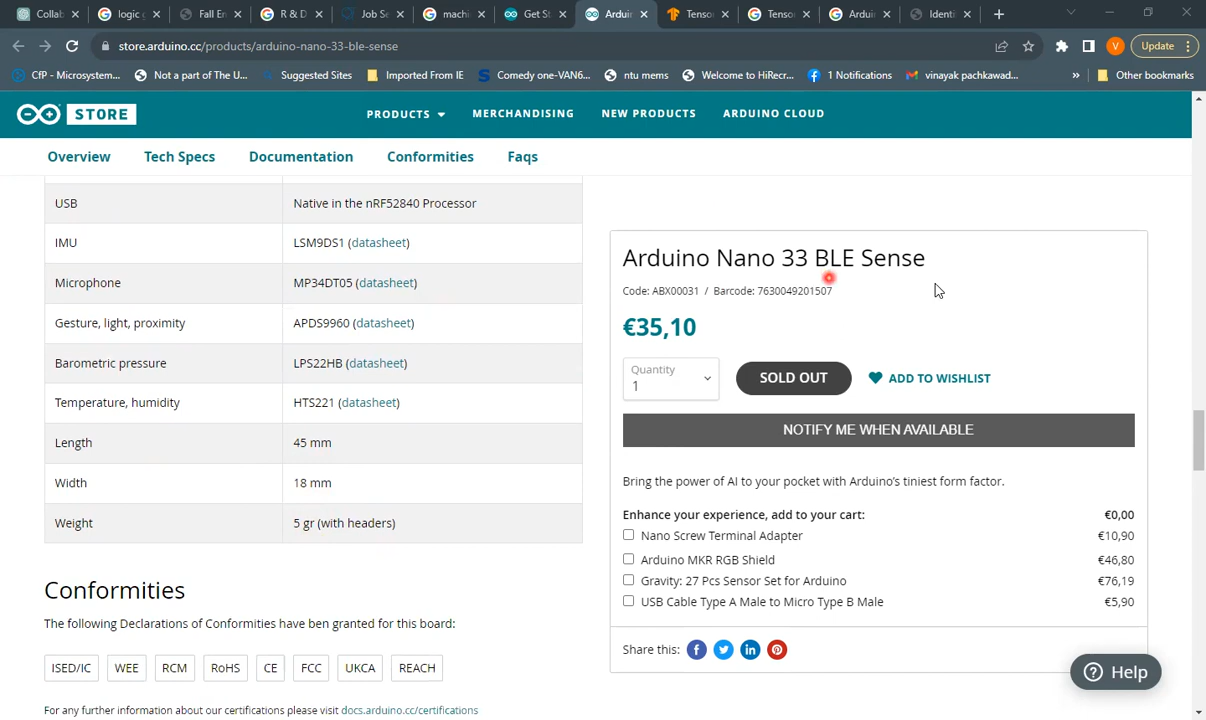 Collab
logic g
Fall En
R & D
Job Se
machi
Get St
Arduin
Tensor
Tensor
Ardui
Identi
store.arduino.cc/products/arduino-nano-33-ble-sense
V
Update
CfP - Microsystem...
Not a part of The U...
Suggested Sites
Imported From IE
Comedy one-VAN6...
ntu mems
Welcome to HiRecr...
1 Notifications
vinayak pachkawad...
»
Other bookmarks
STORE
PRODUCTS
MERCHANDISING
NEW PRODUCTS
ARDUINO CLOUD
Overview
Tech Specs
Documentation
Conformities
Faqs
USB Native in the nRF52840 Processor
IMU LSM9DS1 (datasheet)
Microphone MP34DT05 (datasheet)
Gesture, light, proximity APDS9960 (datasheet)
Barometric pressure LPS22HB (datasheet)
Temperature, humidity HTS221 (datasheet)
Length 45 mm
Width 18 mm
Weight 5 gr (with headers)
Conformities
The following Declarations of Conformities have ben granted for this board:
ISED/IC
WEE
RCM
RoHS
CE
FCC
UKCA
REACH
For any further information about our certifications please visit docs.arduino.cc/certifications
Arduino Nano 33 BLE Sense
Code: ABX00031 / Barcode: 7630049201507
€35,10
Quantity
1
SOLD OUT
ADD TO WISHLIST
NOTIFY ME WHEN AVAILABLE
Bring the power of AI to your pocket with Arduino's tiniest form factor.
Enhance your experience, add to your cart: €0,00
Nano Screw Terminal Adapter €10,90
Arduino MKR RGB Shield €46,80
Gravity: 27 Pcs Sensor Set for Arduino €76,19
USB Cable Type A Male to Micro Type B Male €5,90
Share this:
? Help